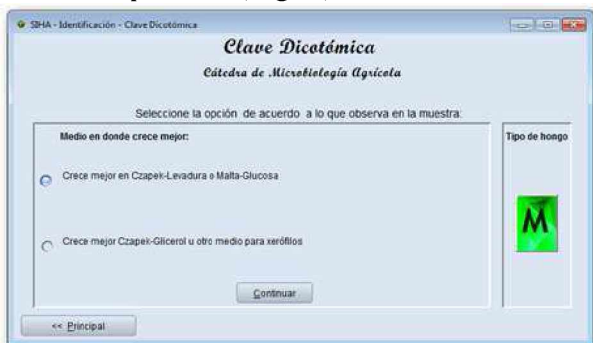 SIHA - Identificación - Clave Dicotómica
Clave Dicotómica
Cátedra de Microbiología Agrícola
Seleccione la opción de acuerdo a lo que observa en la muestra:
Medio en donde crece mejor:
Tipo de hongo
Crece mejor en Czapek-Levadura o Malta-Glucosa
M
Crece mejor Czapek-Glicerol u otro medio para xerófilos
Continuar
<< Principal